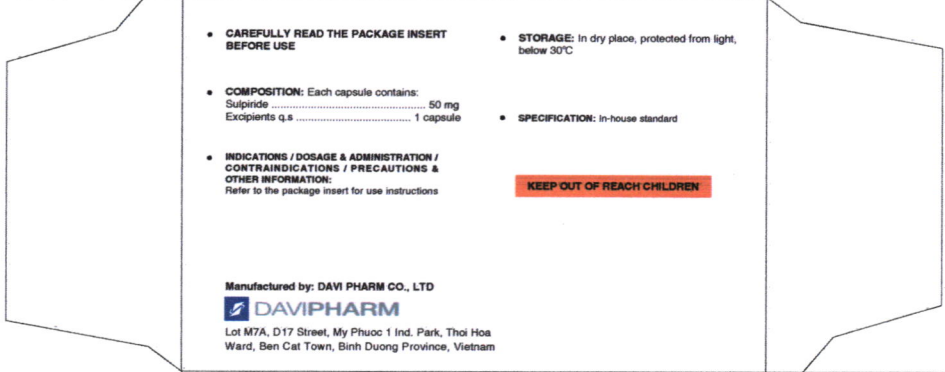 • CAREFULLY READ THE PACKAGE INSERT
BEFORE USE
• COMPOSITION: Each capsule contains:
Sulpiride .................................................... 50 mg
Excipients q.s ...................................... 1 capsule
• INDICATIONS / DOSAGE & ADMINISTRATION /
CONTRAINDICATIONS / PRECAUTIONS &
OTHER INFORMATION:
Refer to the package insert for use instructions
• STORAGE: In dry place, protected from light,
below 30°C
• SPECIFICATION: In-house standard
KEEP OUT OF REACH CHILDREN
Manufactured by: DAVI PHARM CO., LTD
DAVIPHARM
Lot M7A, D17 Street, My Phuoc 1 Ind. Park, Thoi Hoa
Ward, Ben Cat Town, Binh Duong Province, Vietnam